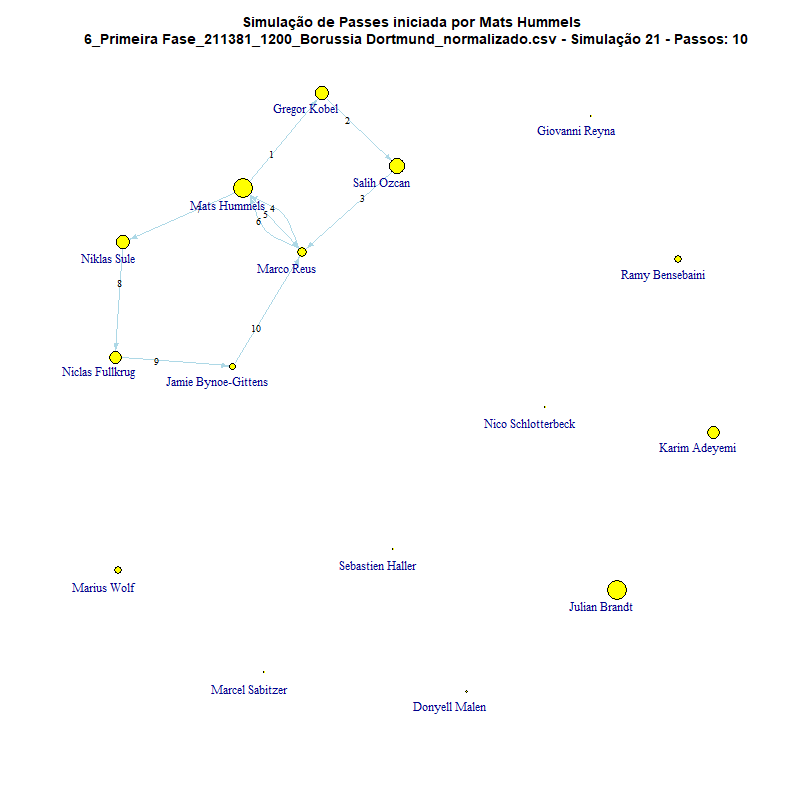 Simulação de Passes iniciada por Mats Hummels
6_Primeira Fase_211381_1200_Borussia Dortmund_normalizado.csv - Simulação 21 - Passos: 10
Gregor Kobel
Giovanni Reyna
2
1
Salih Ozcan
3
Mats Hummels
7
4
5
6
Niklas Sule
Marco Reus
Ramy Bensebaini
8
10
9
Niclas Fullkrug
Jamie Bynoe-Gittens
Nico Schlotterbeck
Karim Adeyemi
Sebastien Haller
Marius Wolf
Julian Brandt
Marcel Sabitzer
Donyell Malen